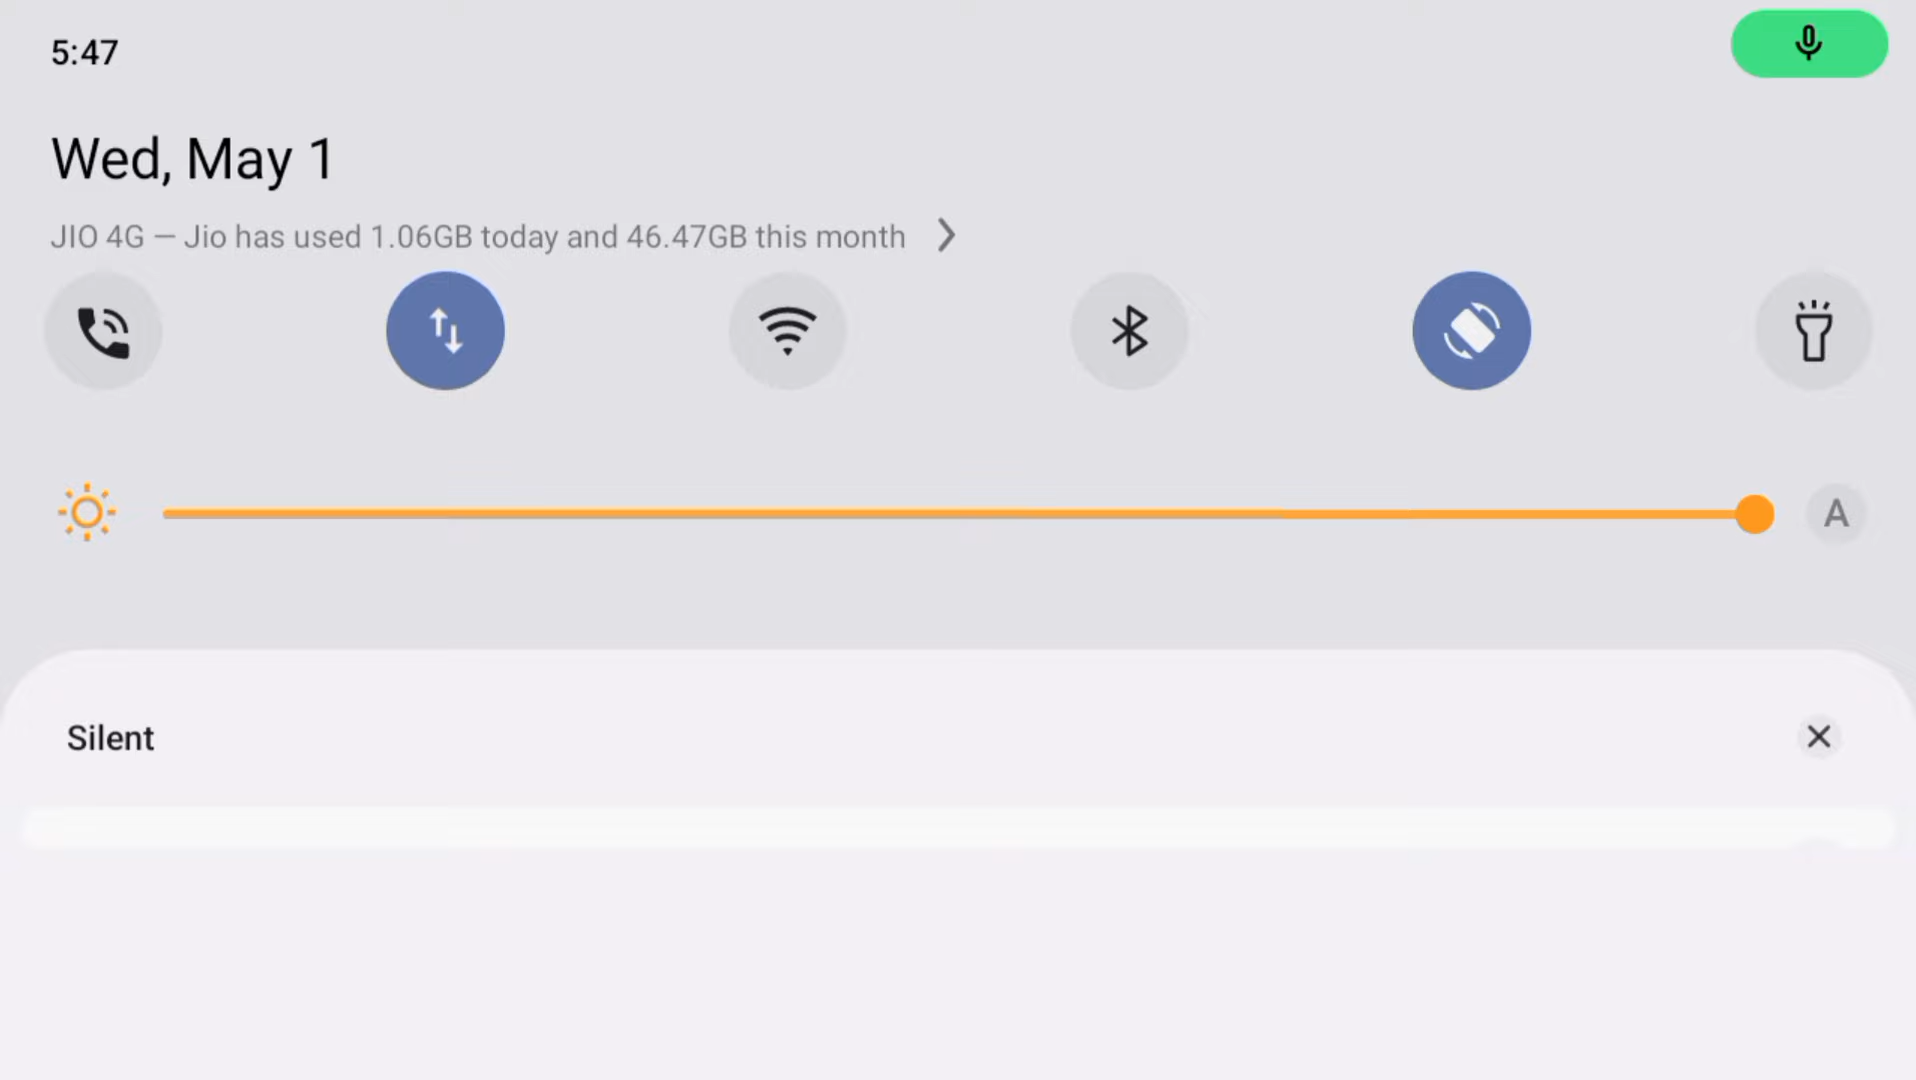 5:47
Wed, May 1
JIO 4G — Jio has used 1.06GB today and 46.47GB this month
A
Silent